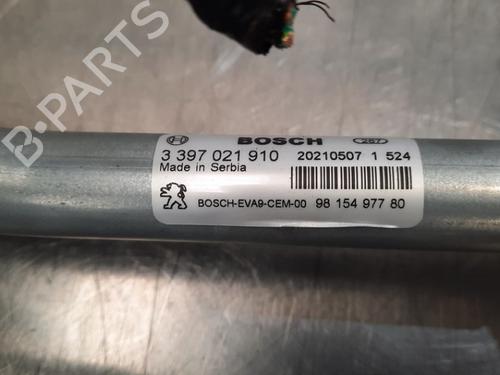 BOSCH 287
3 397 021 910 20210507 1 524
Made in Serbia
BOSCH-EVA9-CEM-00 98 154 977 80
B-PARTS